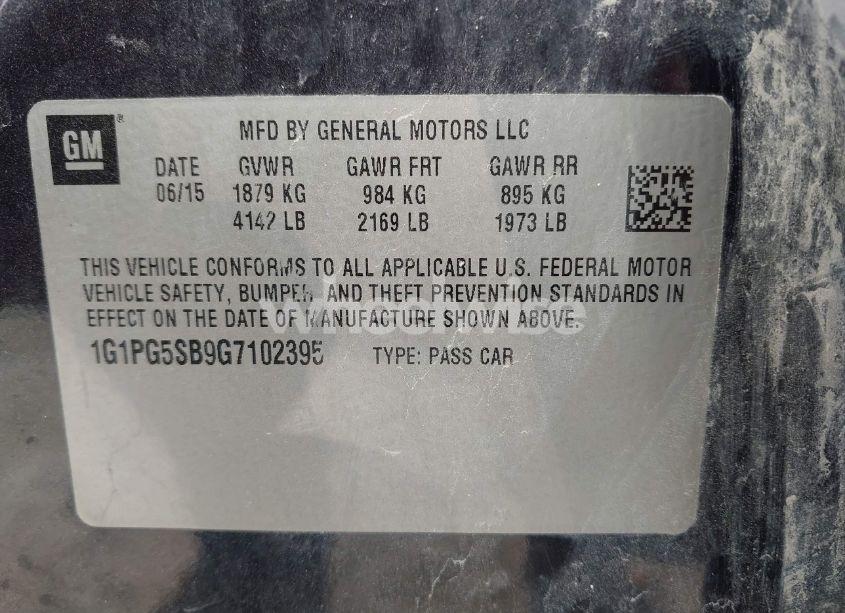 GM ®
MFD BY GENERAL MOTORS LLC
DATE GVWR GAWR FRT GAWR RR
06/15 1879 KG 984 KG 895 KG
4142 LB 2169 LB 1973 LB
THIS VEHICLE CONFORMS TO ALL APPLICABLE U.S. FEDERAL MOTOR
VEHICLE SAFETY, BUMPER, AND THEFT PREVENTION STANDARDS IN
EFFECT ON THE DATE OF MANUFACTURE SHOWN ABOVE.
1G1PG5SB9G7102395 TYPE: PASS CAR